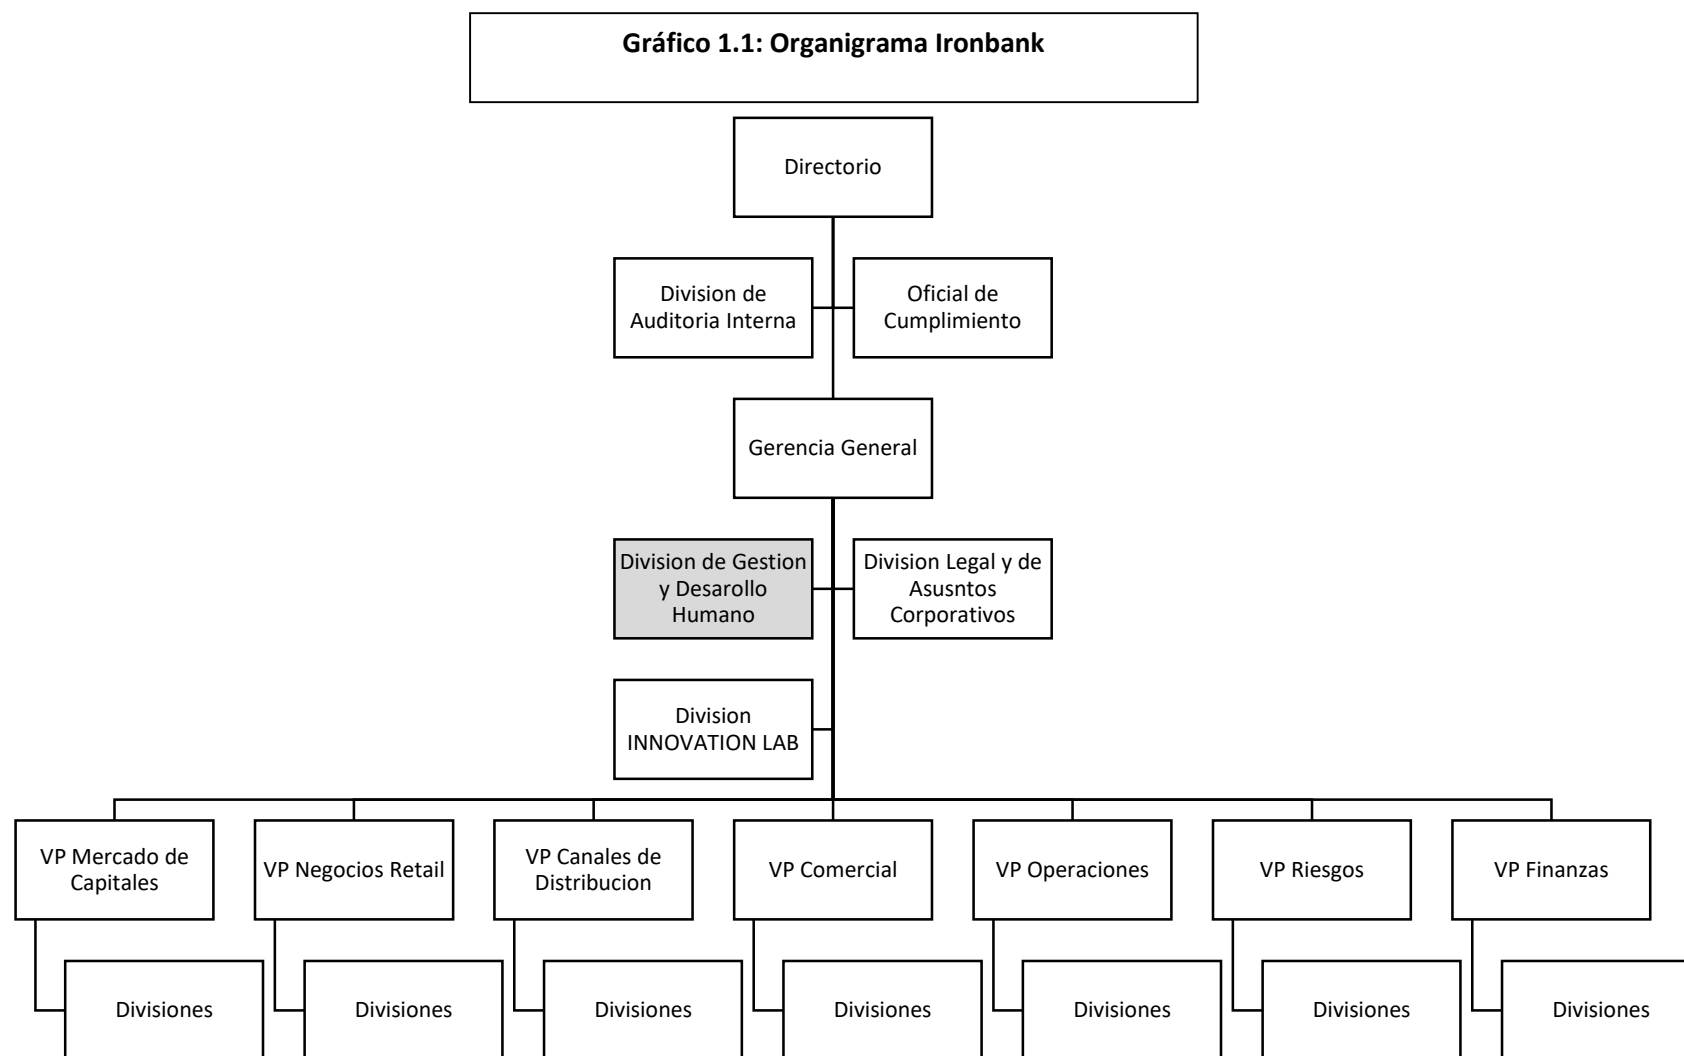 Gráfico 1.1: Organigrama Ironbank
Directorio
Division de
Auditoria Interna
Oficial de
Cumplimiento
Gerencia General
Division de Gestion
y Desarollo
Humano
Division Legal y de
Asusntos
Corporativos
Division
INNOVATION LAB
VP Mercado de
Capitales
VP Negocios Retail
VP Canales de
Distribucion
VP Comercial
VP Operaciones
VP Riesgos
VP Finanzas
Divisiones
Divisiones
Divisiones
Divisiones
Divisiones
Divisiones
Divisiones